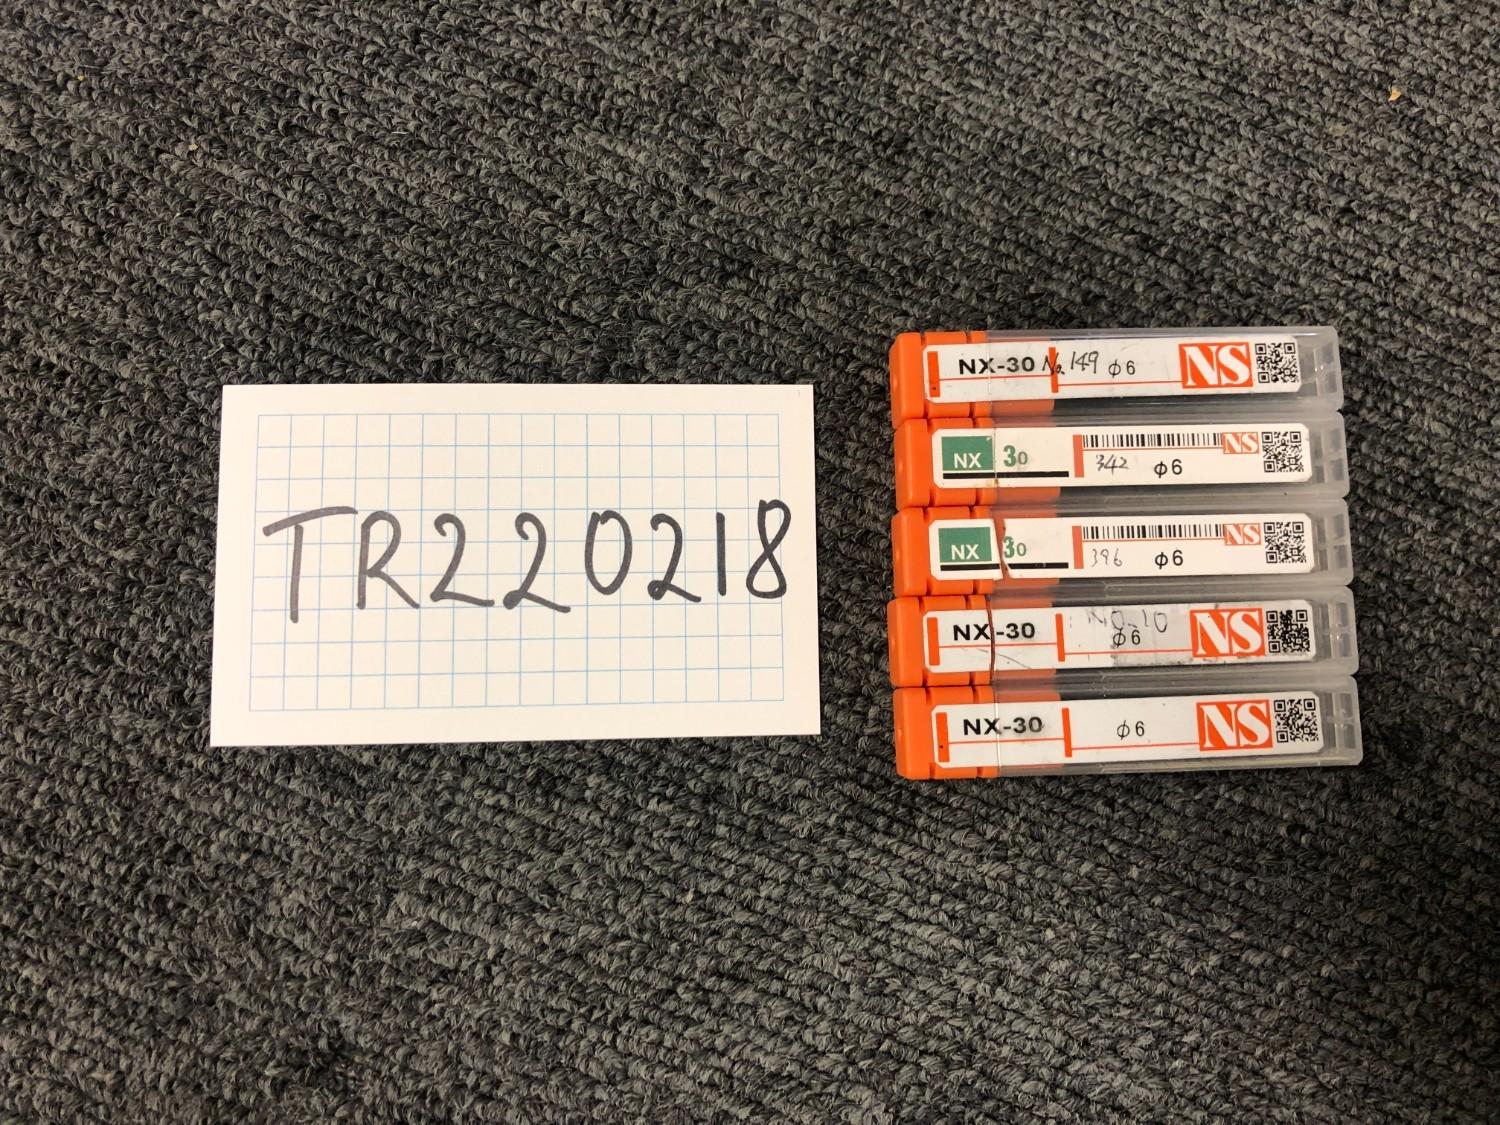 TR220218
NX-30 No.149 φ6 NS
NX 30 342 φ6 NS
NX 30 396 φ6 NS
NX-30 φ6 NS
NX-30 φ6 NS